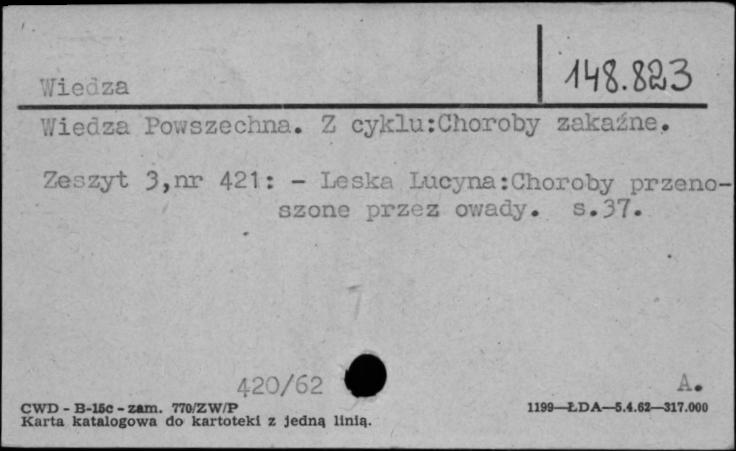 Wiedza
148.823
Wiedza Powszechna. Z cyklu:Choroby zakaźne.
Zeszyt 3,nr 421: - Leska Lucyna:Choroby przeno-
szone przez owady. s.37.
420/62
A.
CWD - B-15c - zam. 770/ZW/P
1199—ŁDA—5.4.62—317.000
Karta katalogowa do kartoteki z jedną linią.